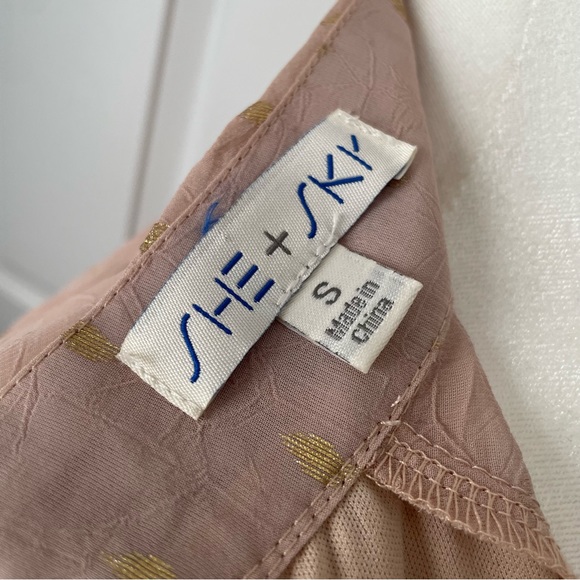 SHE + SKY
S
Made in
China